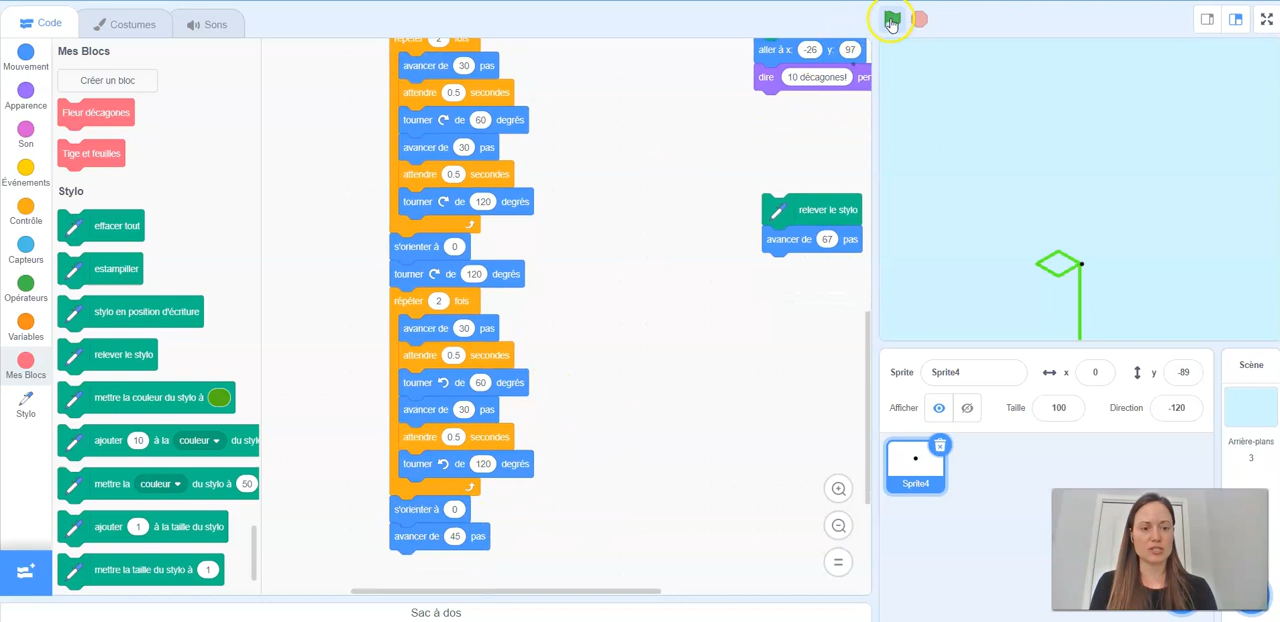 Code
Costumes
Sons
Mouvement
Apparence
Son
Événements
Contrôle
Capteurs
Opérateurs
Variables
Mes Blocs
Stylo
Mes Blocs
Créer un bloc
Fleur décagones
Tige et feuilles
Stylo
effacer tout
estampiller
stylo en position d'écriture
relever le stylo
mettre la couleur du stylo à
ajouter 10 à la couleur du
mettre la couleur du stylo à 50
ajouter 1 à la taille du stylo
mettre la taille du stylo à 1
répéter 2 fois
avancer de 30 pas
attendre 0.5 secondes
tourner de 60 degrés
avancer de 30 pas
attendre 0.5 secondes
tourner de 120 degrés
s'orienter à 0
tourner de 120 degrés
répéter 2 fois
avancer de 30 pas
attendre 0.5 secondes
tourner de 60 degrés
avancer de 30 pas
attendre 0.5 secondes
tourner de 120 degrés
s'orienter à 0
avancer de 45 pas
aller à x: -26 y: 97
dire 10 décagones!
relever le stylo
avancer de 67 pas
Sac à dos
Sprite Sprite4 x 0 y -89
Afficher Taille 100 Direction -120
Sprite4
Scène
Arrière-plans
3